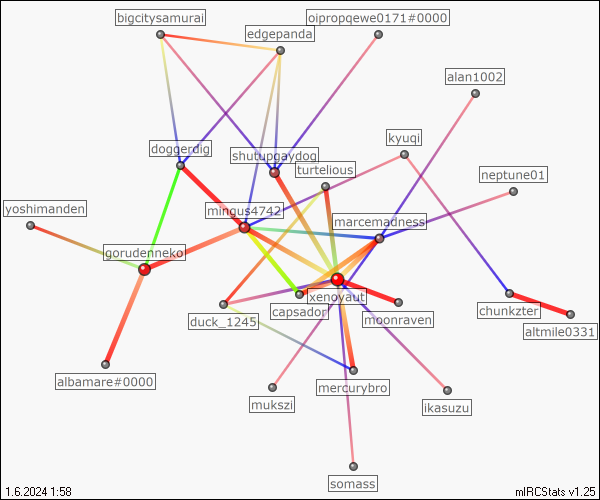 bigcitysamurai
oipropqewe0171#0000
edgepanda
alan1002
kyuqi
doggerdig
shutupgaydog
turtelious
neptune01
yoshimanden
mingus4742
marcemadness
gorudenneko
xenoyaut
capsador
moonraven
chunkzter
duck_1245
altmile0331
albamare#0000
mercurybro
mukszi
ikasuzu
somass
1.6.2024 1:58
mIRCStats v1.25